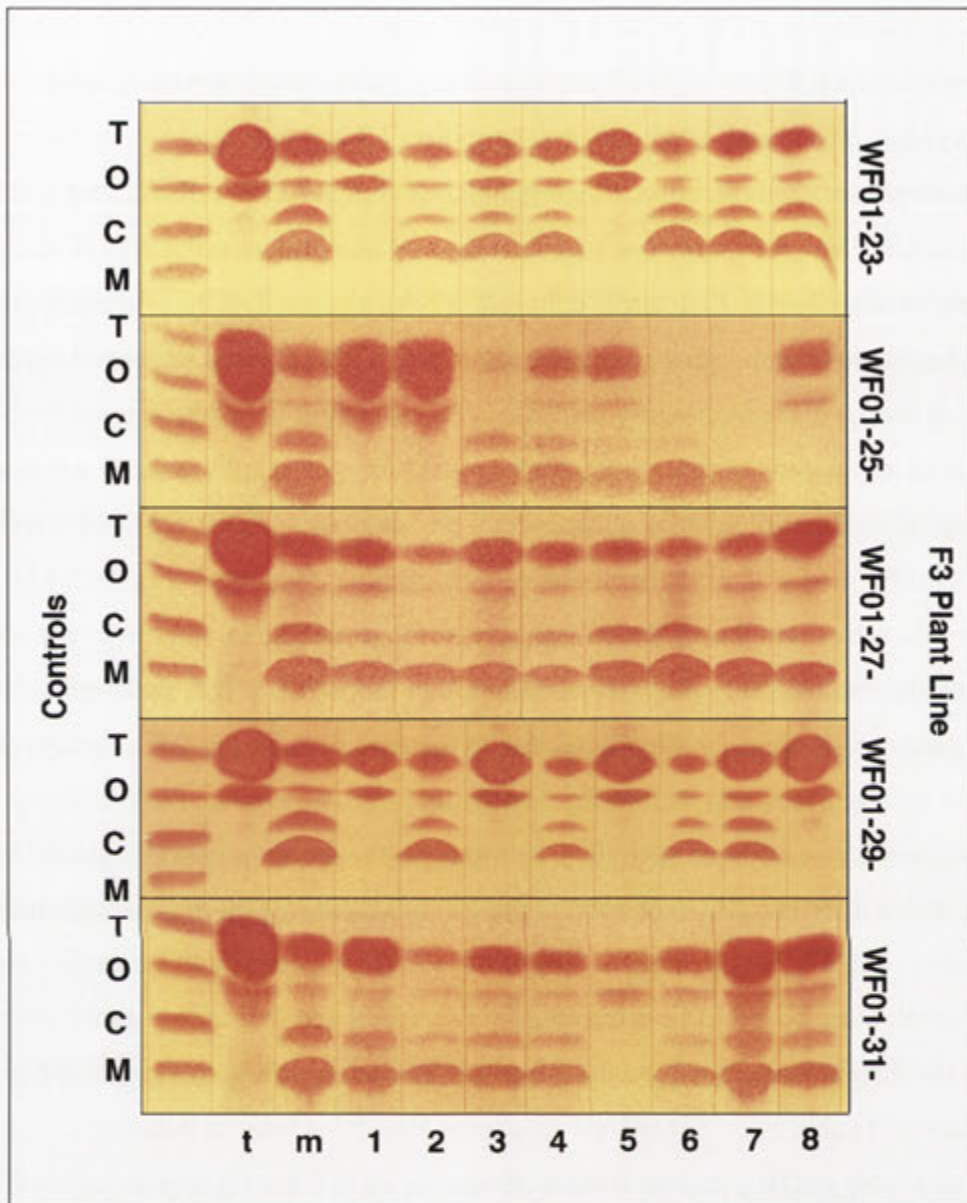 T
O
C
M
WF01-23-
T
O
C
M
WF01-25-
T
O
C
M
WF01-27-
T
O
C
M
WF01-29-
T
O
C
M
WF01-31-
Controls
F3 Plant Line
t m 1 2 3 4 5 6 7 8